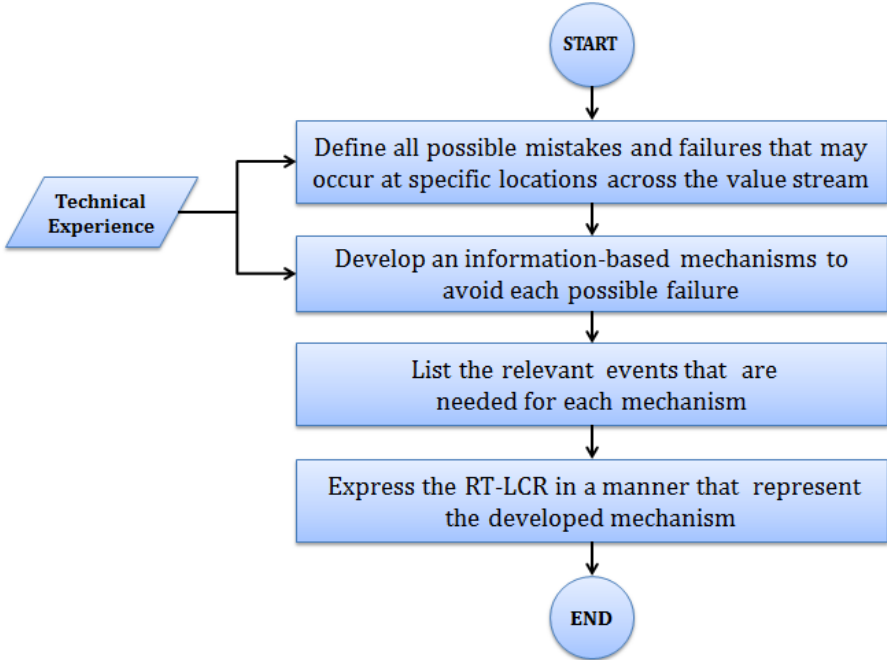 START
Define all possible mistakes and failures that may
occur at specific locations across the value stream
Technical
Experience
Develop an information-based mechanisms to
avoid each possible failure
List the relevant events that are
needed for each mechanism
Express the RT-LCR in a manner that represent
the developed mechanism
END